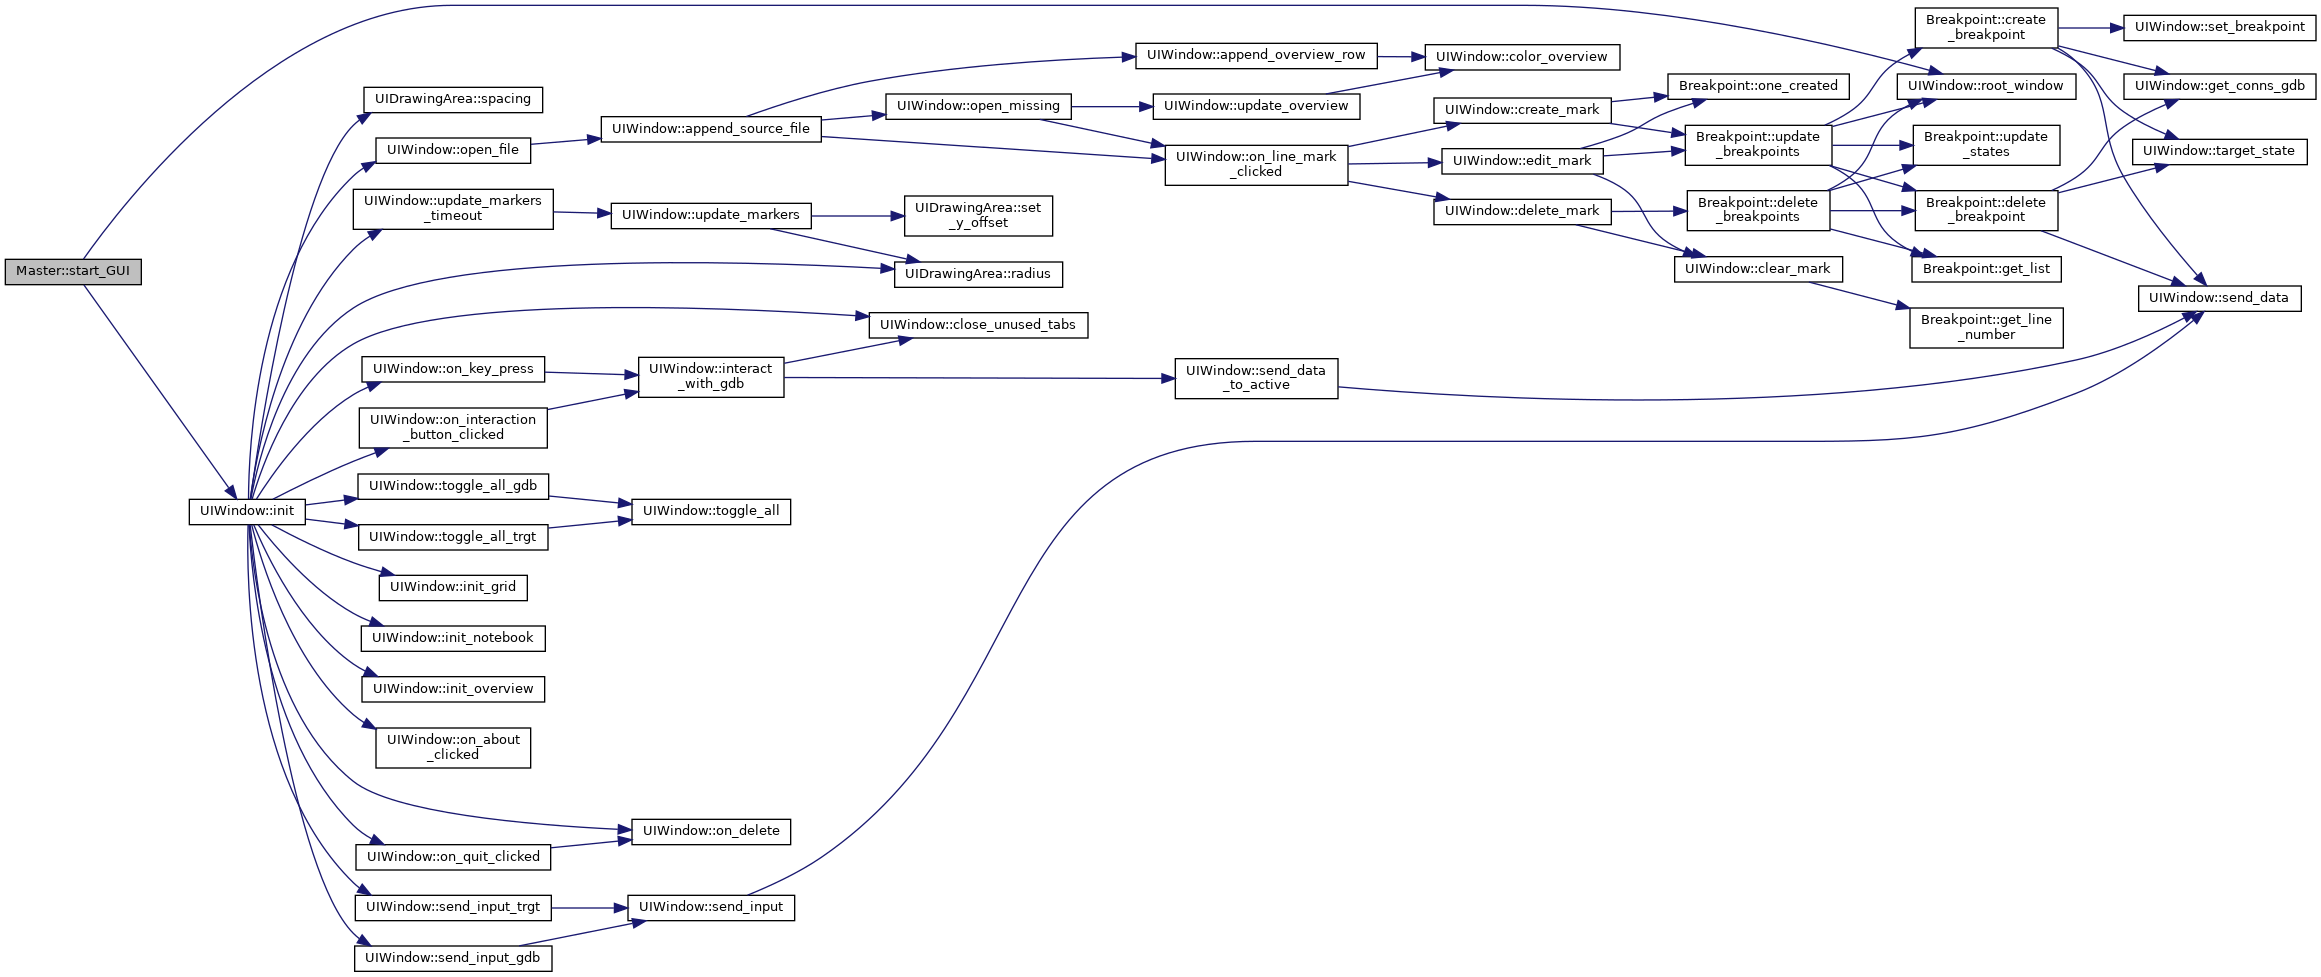 Master::start_GUI
UIWindow::init
UIDrawingArea::spacing
UIWindow::open_file
UIWindow::update_markers
_timeout
UIWindow::on_key_press
UIWindow::on_interaction
_button_clicked
UIWindow::toggle_all_gdb
UIWindow::toggle_all_trgt
UIWindow::init_grid
UIWindow::init_notebook
UIWindow::init_overview
UIWindow::on_about
_clicked
UIWindow::on_quit_clicked
UIWindow::send_input_trgt
UIWindow::send_input_gdb
UIWindow::append_source_file
UIWindow::update_markers
UIWindow::interact
_with_gdb
UIWindow::toggle_all
UIWindow::on_delete
UIWindow::send_input
UIWindow::open_missing
UIDrawingArea::set
_y_offset
UIDrawingArea::radius
UIWindow::close_unused_tabs
UIWindow::append_overview_row
UIWindow::update_overview
UIWindow::on_line_mark
_clicked
UIWindow::send_data
_to_active
UIWindow::color_overview
UIWindow::create_mark
UIWindow::edit_mark
UIWindow::delete_mark
Breakpoint::one_created
Breakpoint::update
_breakpoints
Breakpoint::delete
_breakpoints
UIWindow::clear_mark
Breakpoint::create
_breakpoint
UIWindow::root_window
Breakpoint::update
_states
Breakpoint::delete
_breakpoint
Breakpoint::get_list
Breakpoint::get_line
_number
UIWindow::set_breakpoint
UIWindow::get_conns_gdb
UIWindow::target_state
UIWindow::send_data